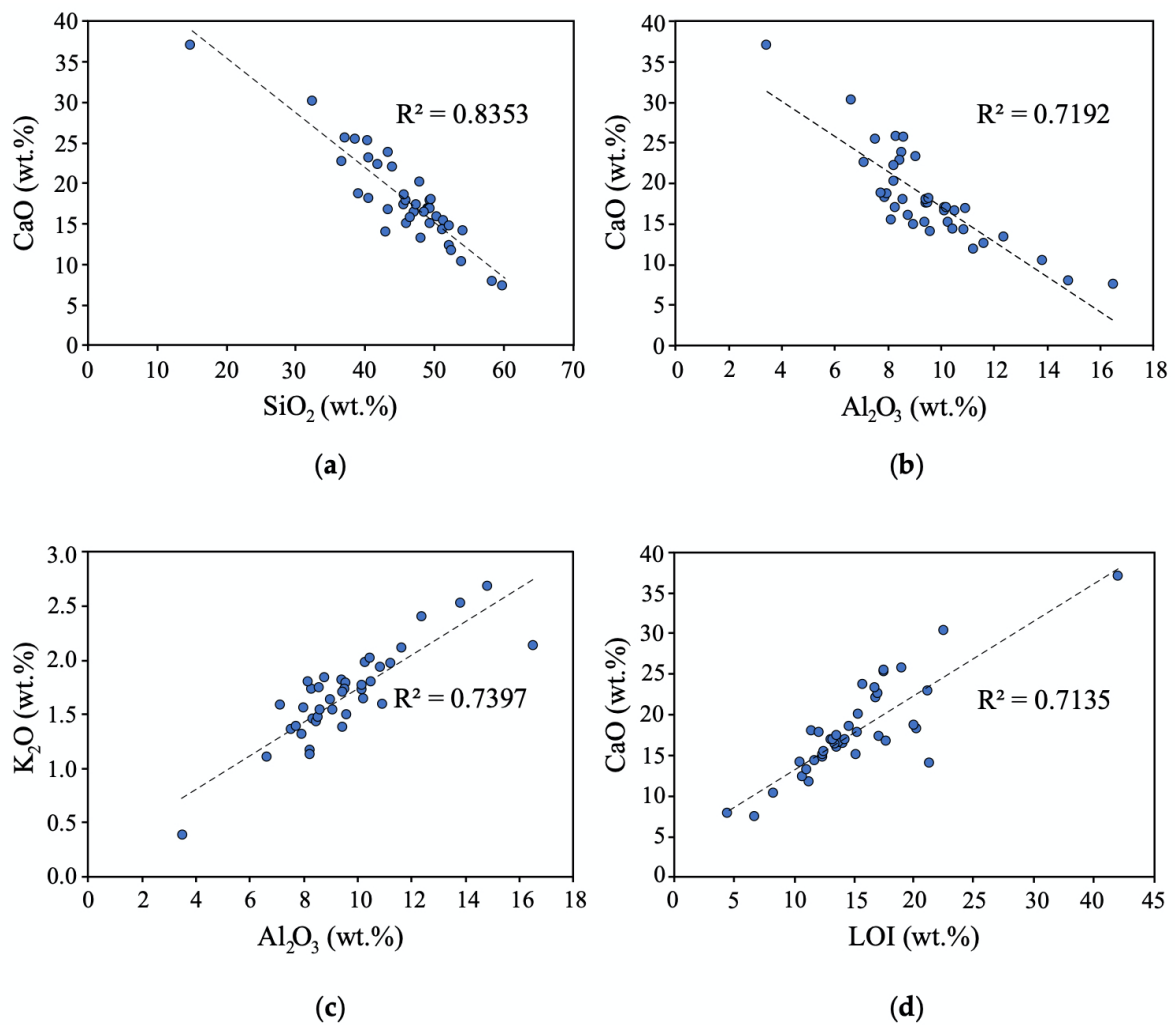 40
35
30
25
20
15
10
5
0
CaO (wt.%)
R² = 0.8353
0 10 20 30 40 50 60 70
SiO₂ (wt.%)
(a)
40
35
30
25
20
15
10
5
0
CaO (wt.%)
R² = 0.7192
0 2 4 6 8 10 12 14 16 18
Al₂O₃ (wt.%)
(b)
3.0
2.5
2.0
1.5
1.0
0.5
0.0
K₂O (wt.%)
R² = 0.7397
0 2 4 6 8 10 12 14 16 18
Al₂O₃ (wt.%)
(c)
40
35
30
25
20
15
10
5
0
CaO (wt.%)
R² = 0.7135
0 5 10 15 20 25 30 40 45
LOI (wt.%)
(d)